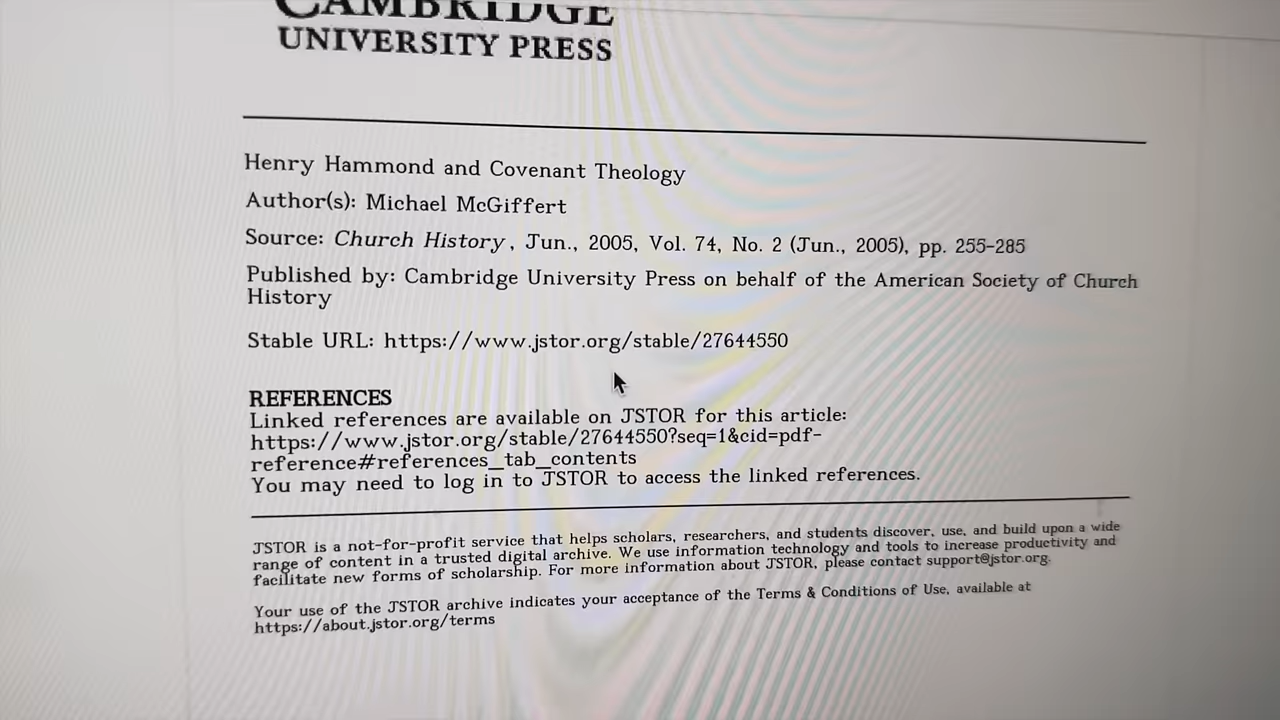 CAMBRIDGE
UNIVERSITY PRESS
Henry Hammond and Covenant Theology
Author(s): Michael McGiffert
Source: Church History, Jun., 2005, Vol. 74, No. 2 (Jun., 2005), pp. 255-285
Published by: Cambridge University Press on behalf of the American Society of Church
History
Stable URL: https://www.jstor.org/stable/27644550
REFERENCES
Linked references are available on JSTOR for this article:
https://www.jstor.org/stable/27644550?seq=1&cid=pdf-
reference#references_tab_contents
You may need to log in to JSTOR to access the linked references.
JSTOR is a not-for-profit service that helps scholars, researchers, and students discover, use, and build upon a wide
range of content in a trusted digital archive. We use information technology and tools to increase productivity and
facilitate new forms of scholarship. For more information about JSTOR, please contact support@jstor.org.
Your use of the JSTOR archive indicates your acceptance of the Terms & Conditions of Use, available at
https://about.jstor.org/terms